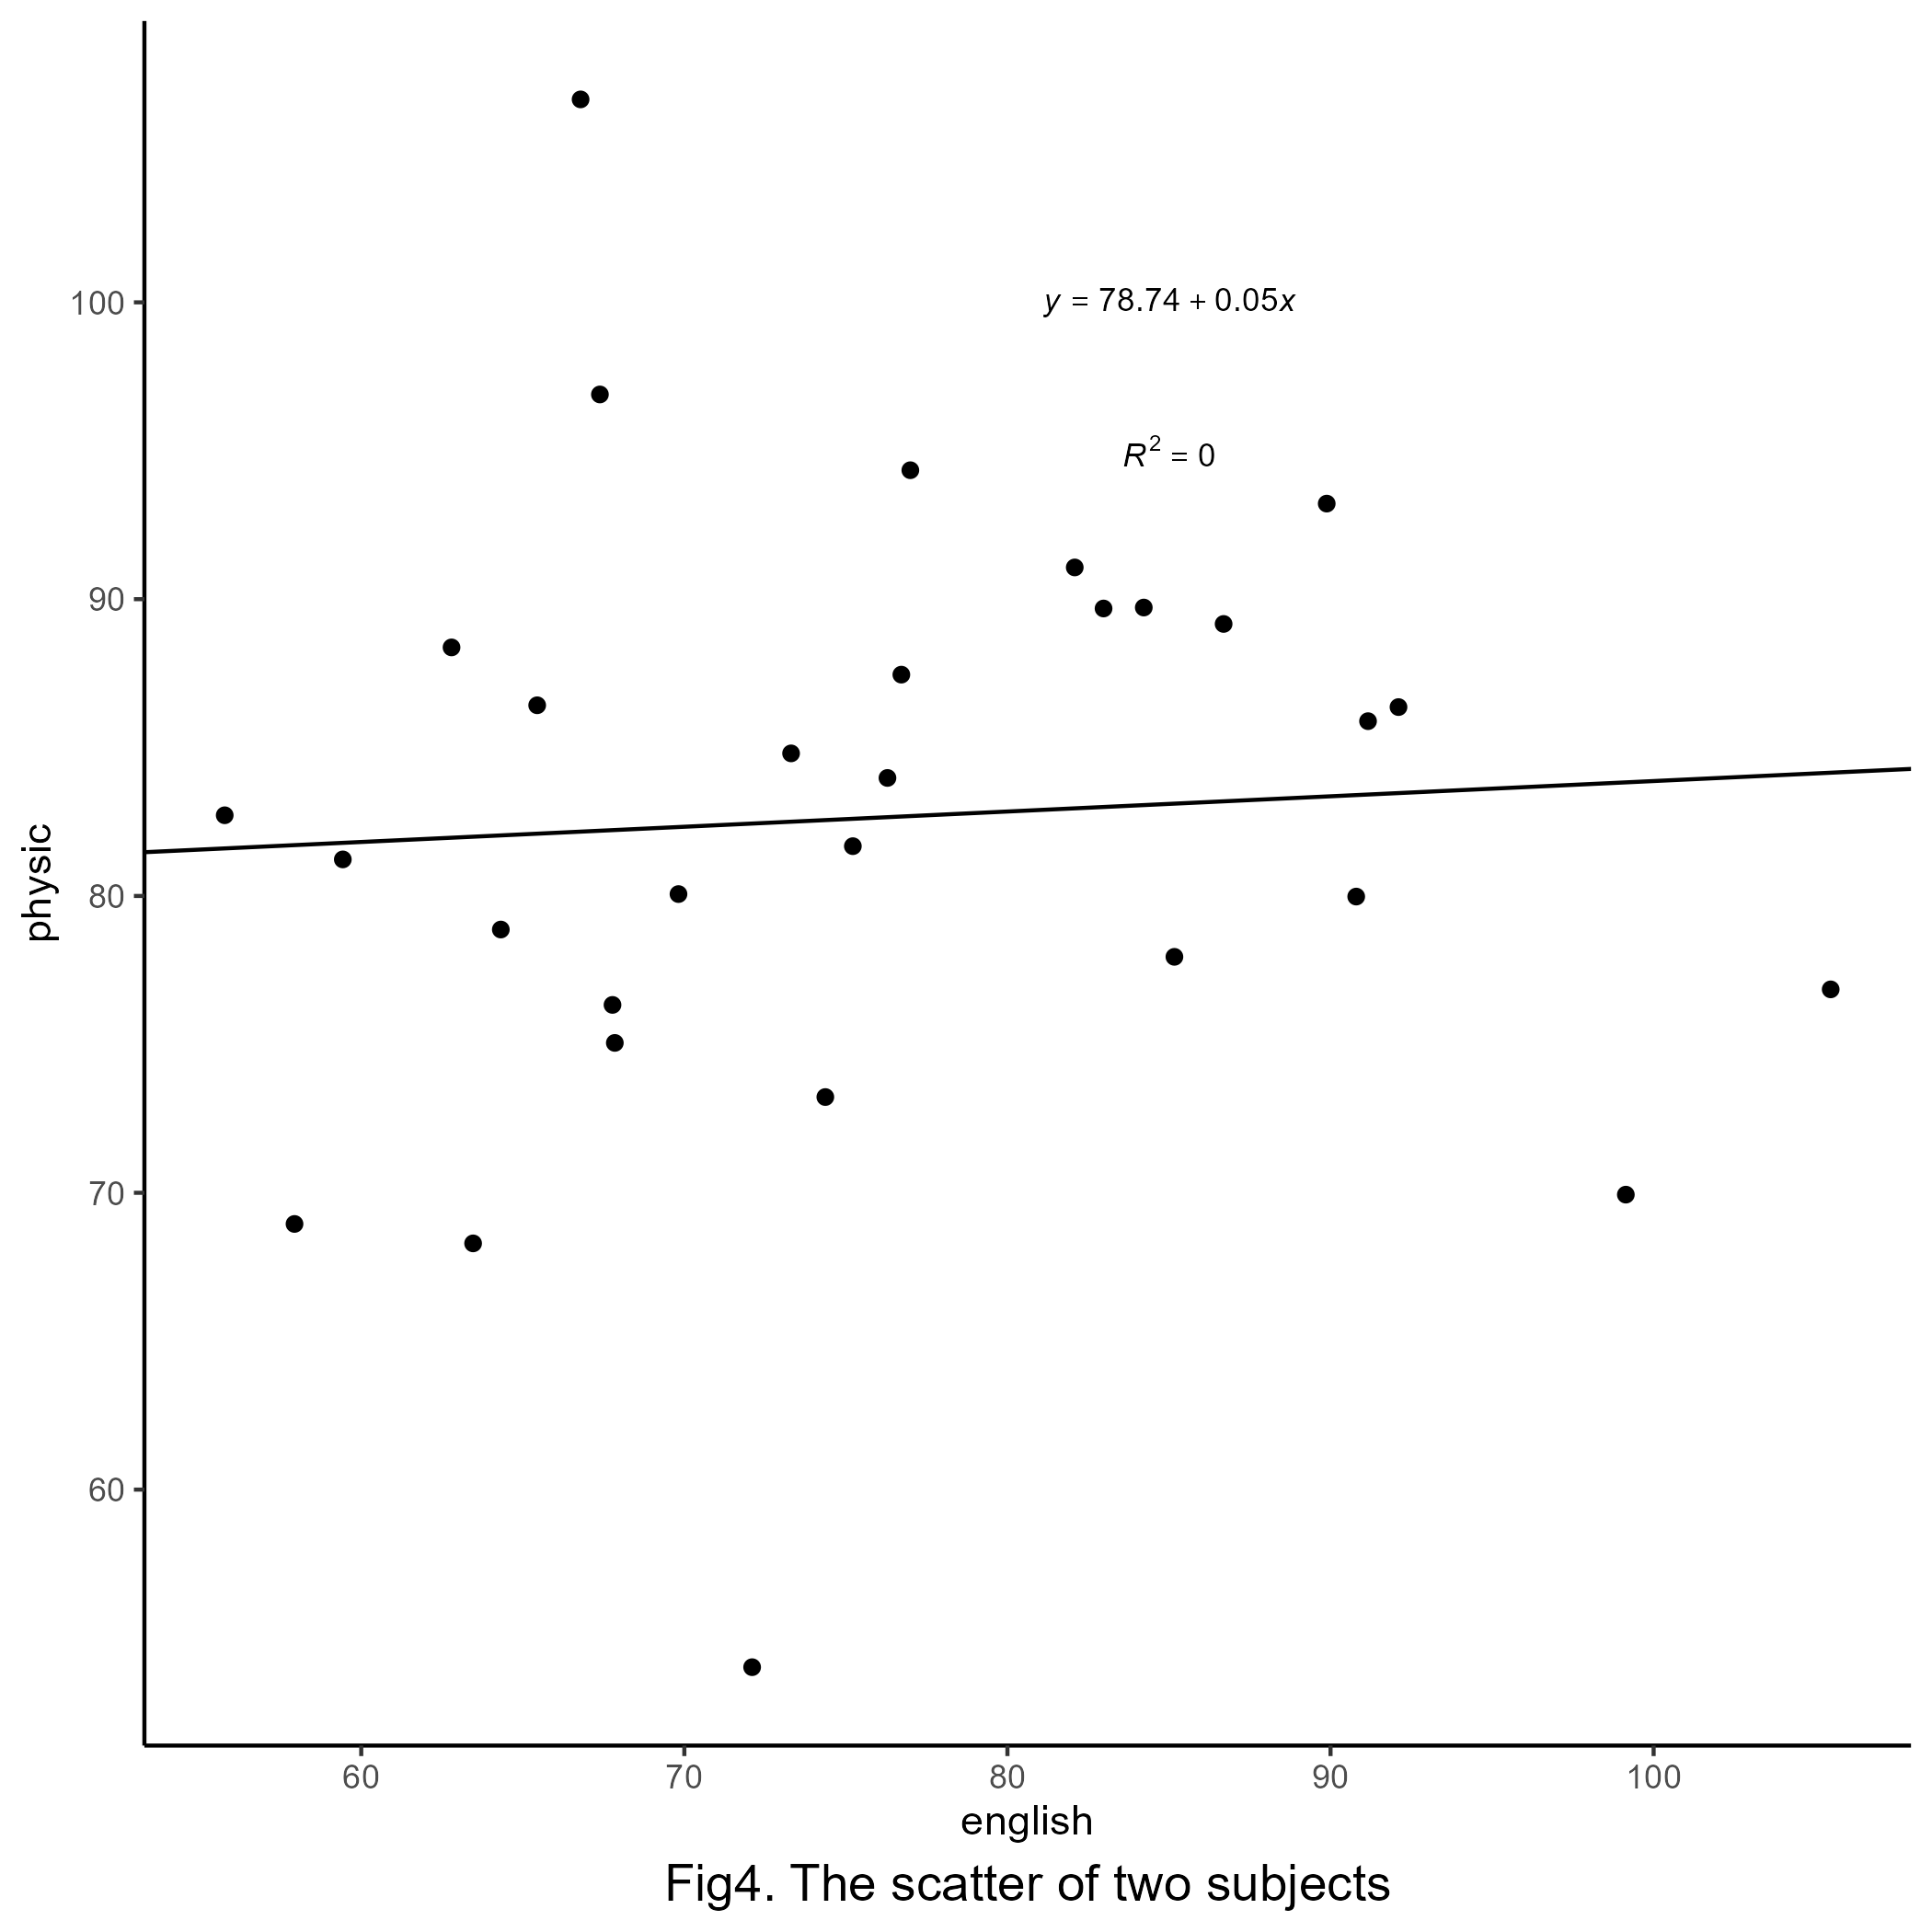 100
y = 78.74 + 0.05x
R² = 0
90
physic
80
70
60
60 70 80 90 100
english
Fig4. The scatter of two subjects